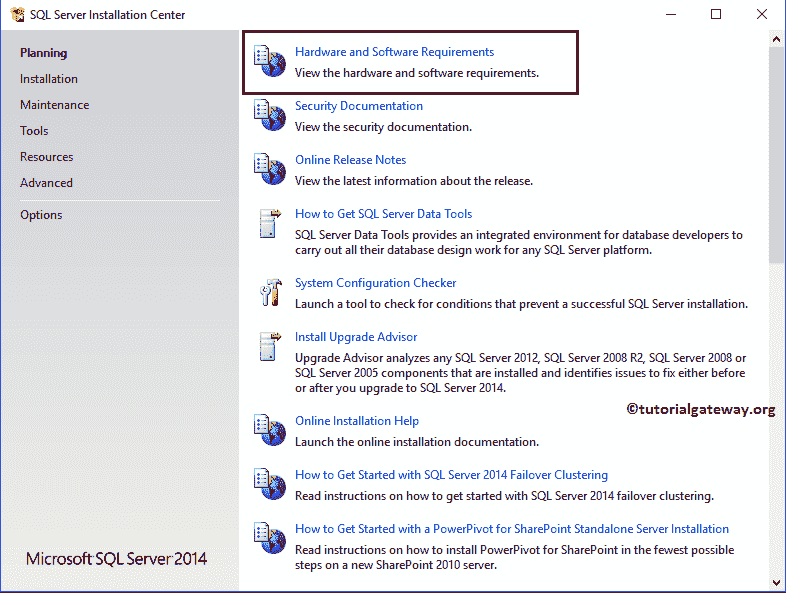 SQL Server Installation Center
Planning
Installation
Maintenance
Tools
Resources
Advanced
Options
Microsoft SQL Server 2014
Hardware and Software Requirements
View the hardware and software requirements.
Security Documentation
View the security documentation.
Online Release Notes
View the latest information about the release.
How to Get SQL Server Data Tools
SQL Server Data Tools provides an integrated environment for database developers to
carry out all their database design work for any SQL Server platform.
System Configuration Checker
Launch a tool to check for conditions that prevent a successful SQL Server installation.
Install Upgrade Advisor
Upgrade Advisor analyzes any SQL Server 2012, SQL Server 2008 R2, SQL Server 2008 or
SQL Server 2005 components that are installed and identifies issues to fix either before
or after you upgrade to SQL Server 2014.
©tutorialgateway.org
Online Installation Help
Launch the online installation documentation.
How to Get Started with SQL Server 2014 Failover Clustering
Read instructions on how to get started with SQL Server 2014 failover clustering.
How to Get Started with a PowerPivot for SharePoint Standalone Server Installation
Read instructions on how to install PowerPivot for SharePoint in the fewest possible
steps on a new SharePoint 2010 server.